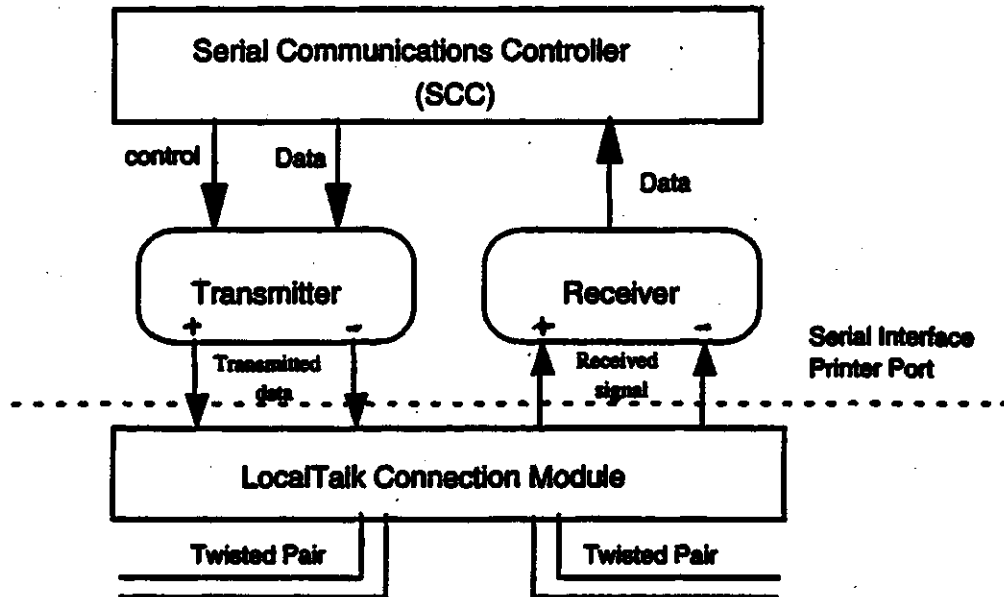 Serial Communications Controller
(SCC)
control
Data
Data
Transmitter
Receiver
+
-
+
-
Transmitted
data
Received
signal
Serial Interface
Printer Port
LocalTalk Connection Module
Twisted Pair
Twisted Pair